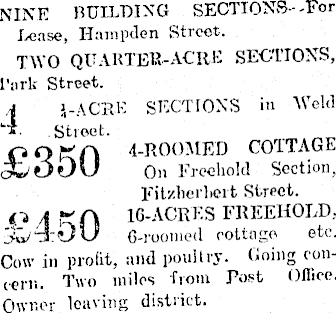 NINE BUILDING SECTIONS--For
Lease, Hampden Street.
TWO QUARTER-ACRE SECTIONS,
Park Street.
4 ¼-ACRE SECTIONS in Weld
Street.
£350 4-ROOMED COTTAGE
On Freehold Section,
Fitzherbert Street.
£450 16-ACRES FREEHOLD,
6-roomed cottage etc.
Cow in profit, and poultry. Going con-
cern. Two miles from Post Office.
Owner leaving district.